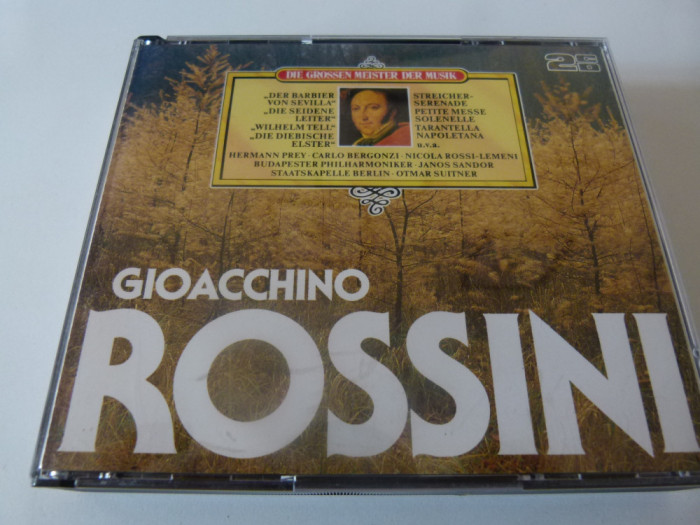 DIE GROSSEN MEISTER DER MUSIK
„DER BARBIER
VON SEVILLA“
„DIE SEIDENE
LEITER“
„WILHELM TELL“
„DIE DIEBISCHE
ELSTER“
STREICHER-
SERENADE
PETITE MESSE
SOLENELLE
TARANTELLA
NAPOLETANA
u.v.a.
HERMANN PREY · CARLO BERGONZI · NICOLA ROSSI-LEMENI
BUDAPESTER PHILHARMONIKER · JANOS SANDOR
STAATSKAPELLE BERLIN · OTMAR SUITNER
GIOACCHINO
ROSSINI